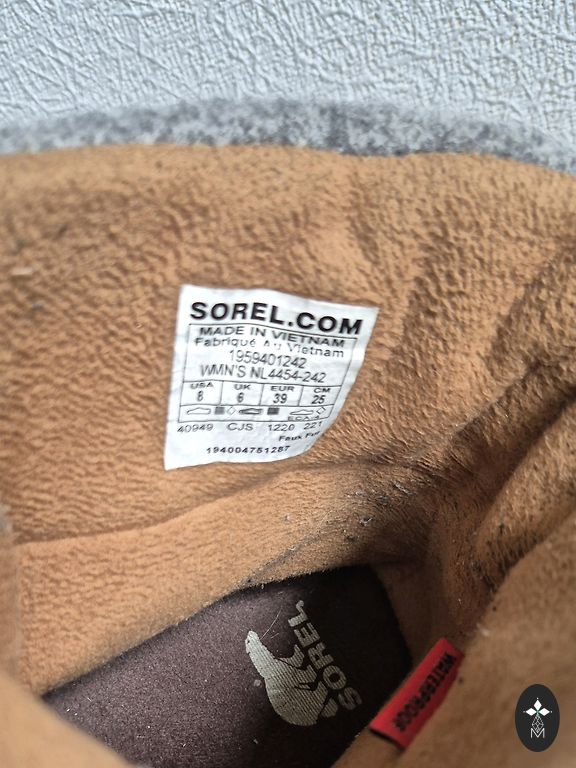 SOREL.COM
MADE IN VIETNAM
Fabriqué Au Vietnam
1959401242
WMN'S NL4454-242
USA UK EUR CM
8 6 39 25
40949 CJS 1220 221
Faux Fur
194004751287
SOREL
WATERPROOF
M